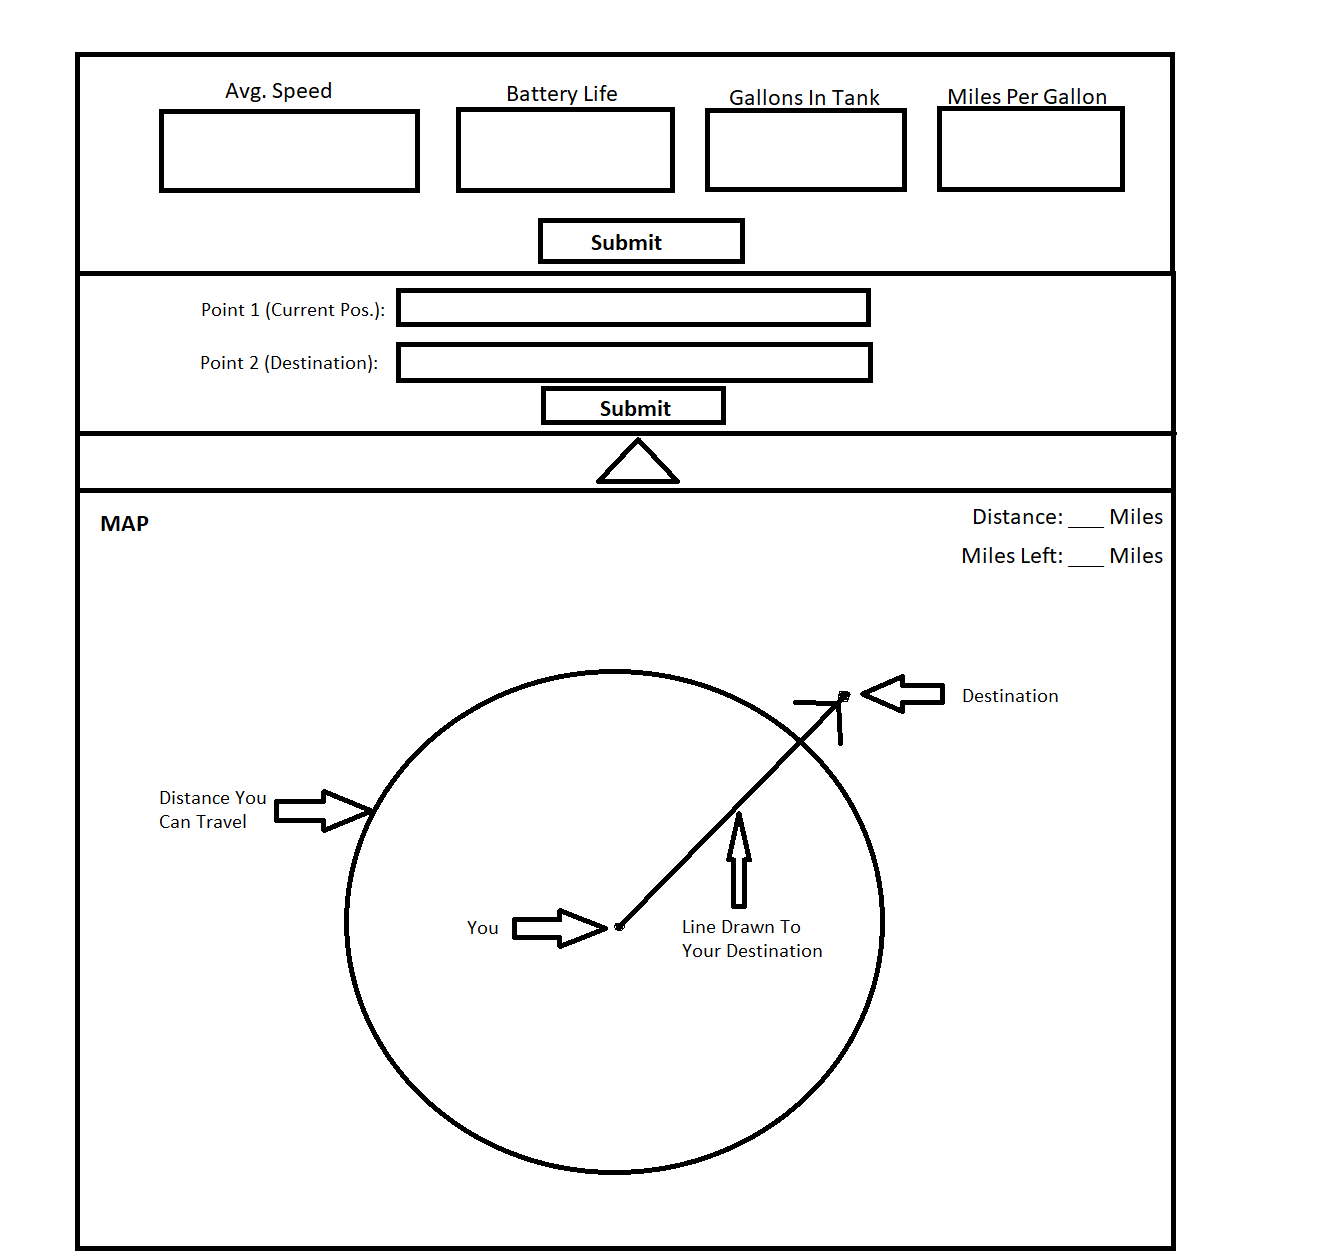 Avg. Speed
Battery Life
Gallons In Tank
Miles Per Gallon
Submit
Point 1 (Current Pos.):
Point 2 (Destination):
Submit
MAP
Distance: ___ Miles
Miles Left: ___ Miles
Destination
Distance You
Can Travel
You
Line Drawn To
Your Destination